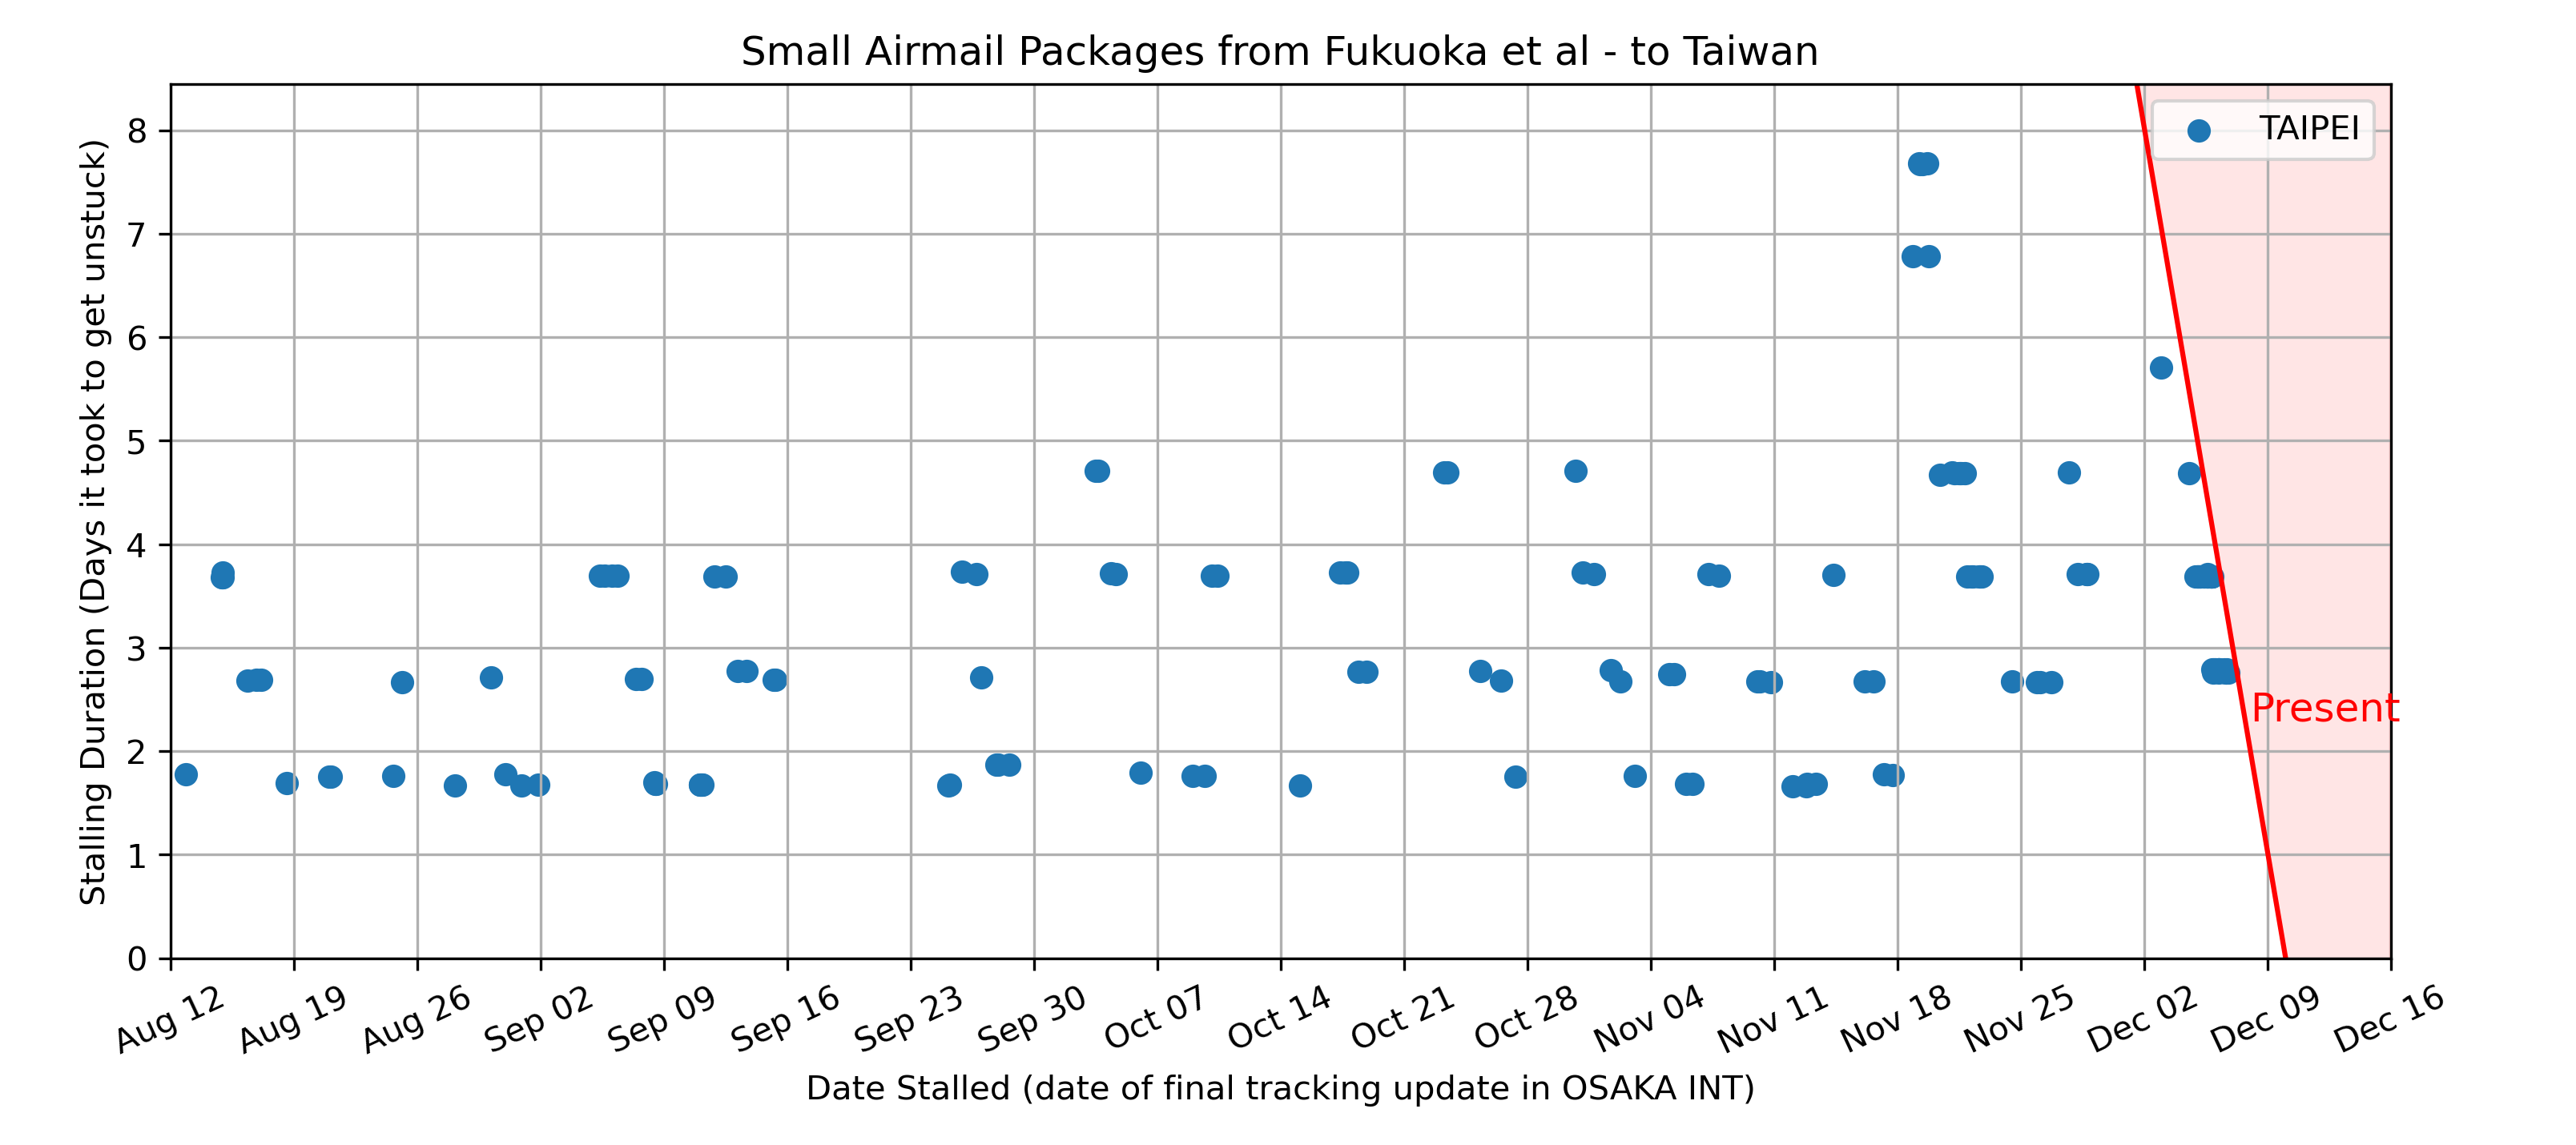 Small Airmail Packages from Fukuoka et al - to Taiwan
Stalling Duration (Days it took to get unstuck)
8
7
6
5
4
3
2
1
0
TAIPEI
Present
Aug 12
Aug 19
Aug 26
Sep 02
Sep 09
Sep 16
Sep 23
Sep 30
Oct 07
Oct 14
Oct 21
Oct 28
Nov 04
Nov 11
Nov 18
Nov 25
Dec 02
Dec 09
Dec 16
Date Stalled (date of final tracking update in OSAKA INT)